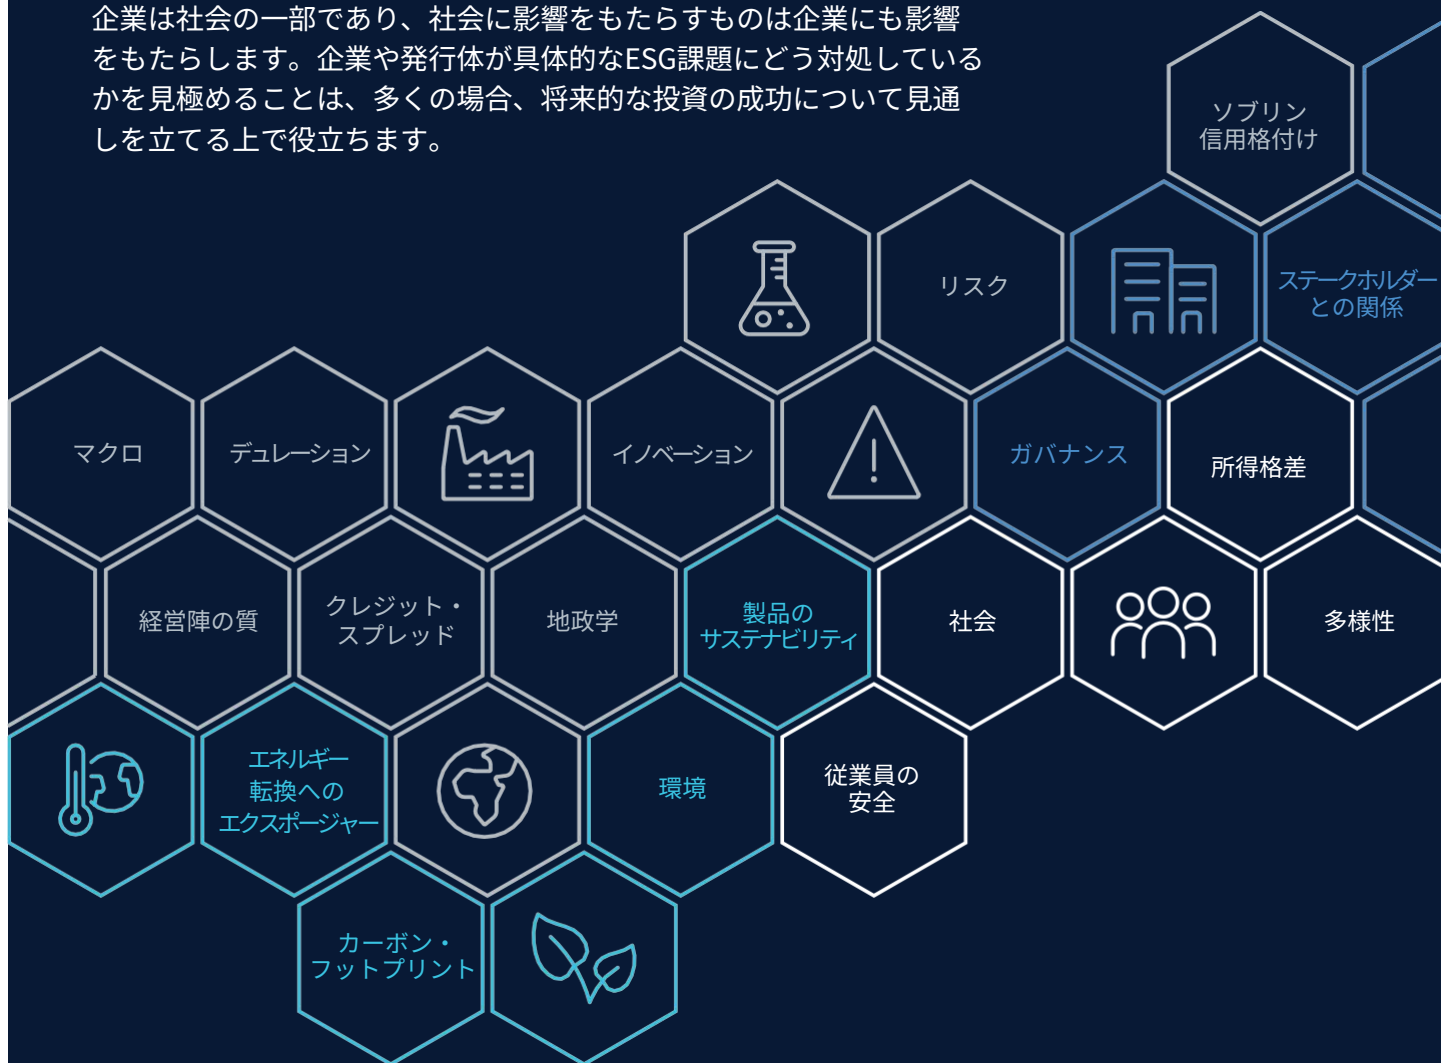 企業は社会の一部であり、社会に影響をもたらすものは企業にも影響
をもたらします。企業や発行体が具体的なESG課題にどう対処している
かを見極めることは、多くの場合、将来的な投資の成功について見通
しを立てる上で役立ちます。
ソブリン
信用格付け
リスク
ステークホルダー
との関係
マクロ
デュレーション
イノベーション
ガバナンス
所得格差
経営陣の質
クレジット・
スプレッド
地政学
製品の
サステナビリティ
社会
多様性
エネルギー
転換への
エクスポージャー
環境
従業員の
安全
カーボン・
フットプリント